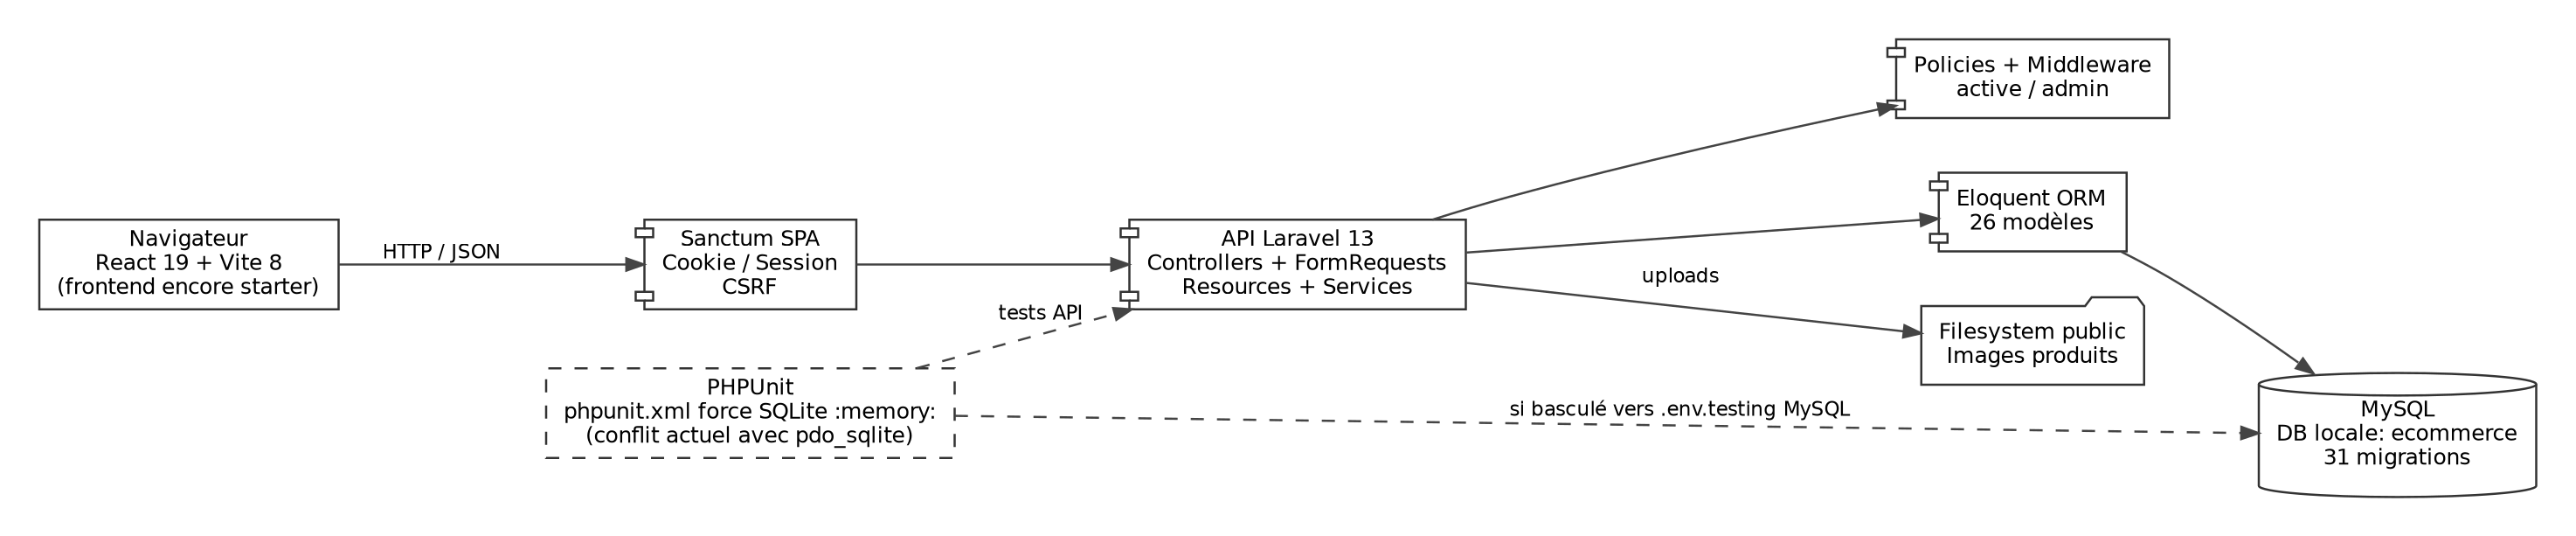 Policies + Middleware
active / admin
Eloquent ORM
26 modèles
Navigateur
React 19 + Vite 8
(frontend encore starter)
HTTP / JSON
Sanctum SPA
Cookie / Session
CSRF
API Laravel 13
Controllers + FormRequests
Resources + Services
uploads
tests API
Filesystem public
Images produits
PHPUnit
phpunit.xml force SQLite :memory:
(conflit actuel avec pdo_sqlite)
si basculé vers .env.testing MySQL
MySQL
DB locale: ecommerce
31 migrations